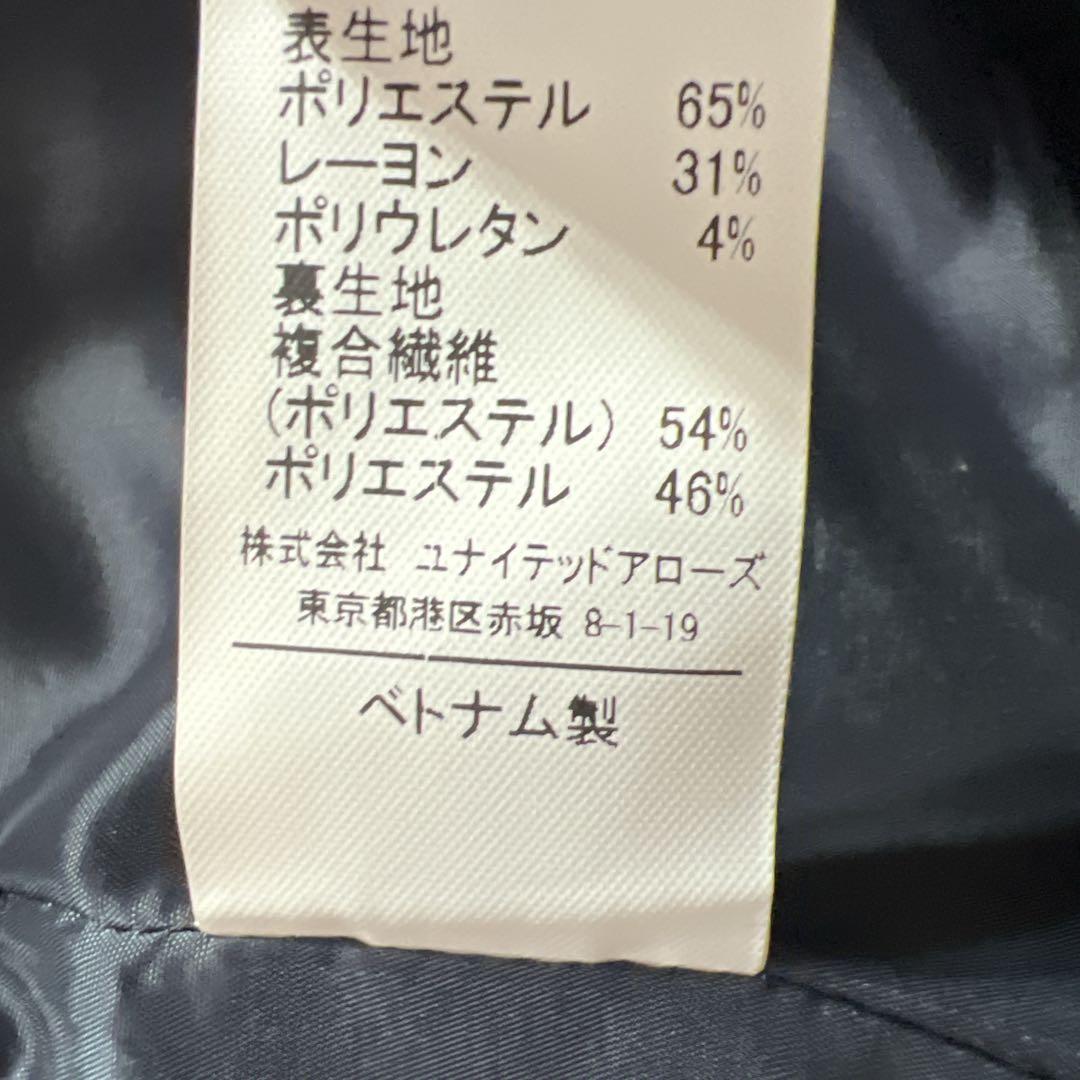 表生地
ポリエステル 65%
レーヨン 31%
ポリウレタン 4%
裏生地
複合繊維
(ポリエステル) 54%
ポリエステル 46%
株式会社 ユナイテッドアローズ
東京都港区赤坂 8-1-19
ベトナム製